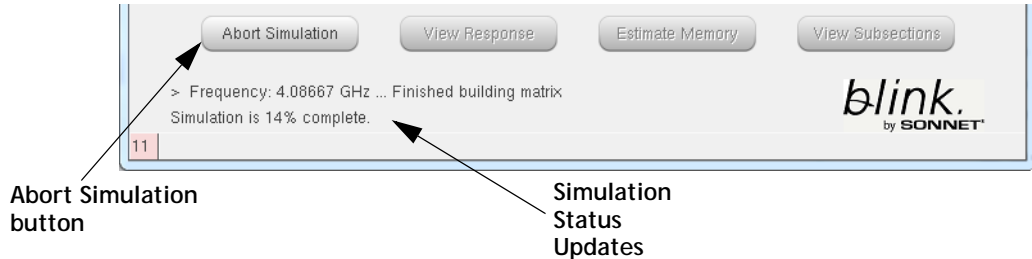 Abort Simulation View Response Estimate Memory View Subsections
> Frequency: 4.08667 GHz ... Finished building matrix
Simulation is 14% complete.
blink.
by SONNET
11
Abort Simulation
button
Simulation
Status
Updates